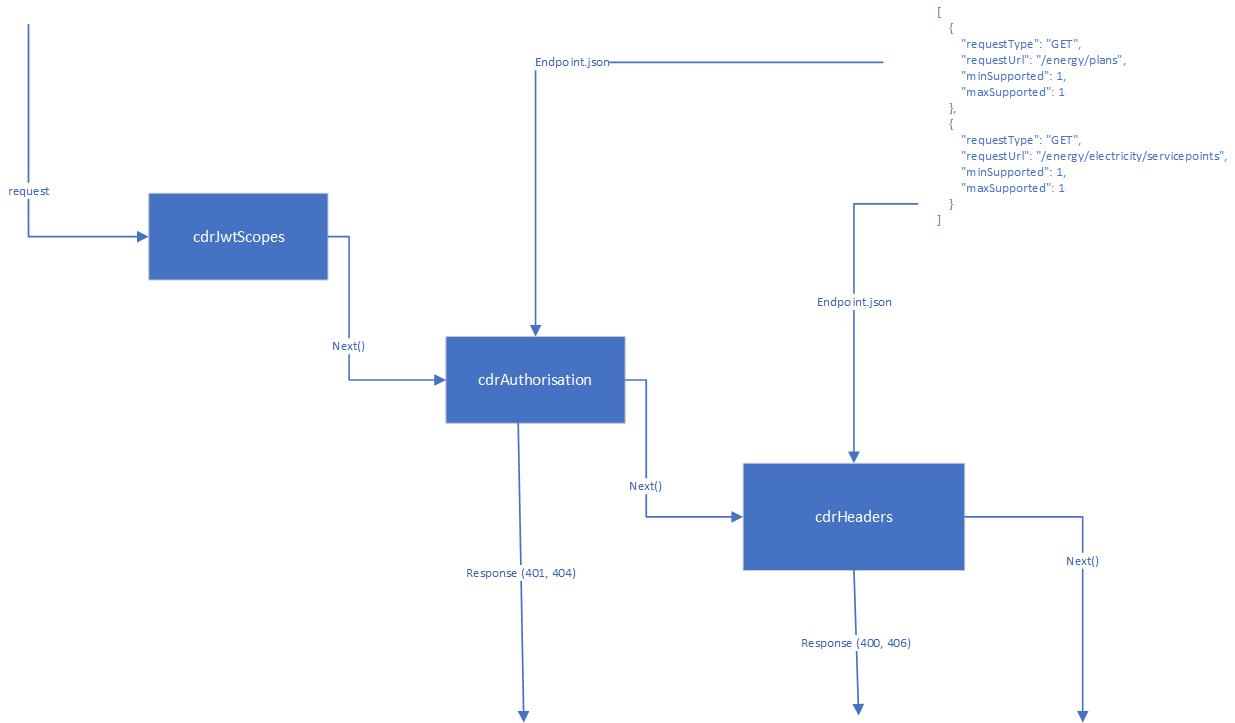 [
{
"requestType": "GET",
"requestUrl": "/energy/plans",
"minSupported": 1,
"maxSupported": 1
},
{
"requestType": "GET",
"requestUrl": "/energy/electricity/servicepoints",
"minSupported": 1,
"maxSupported": 1
}
]
Endpoint.json
request
cdrJwtScopes
Endpoint.json
Next()
cdrAuthorisation
Next()
cdrHeaders
Next()
Response (401, 404)
Response (400, 406)